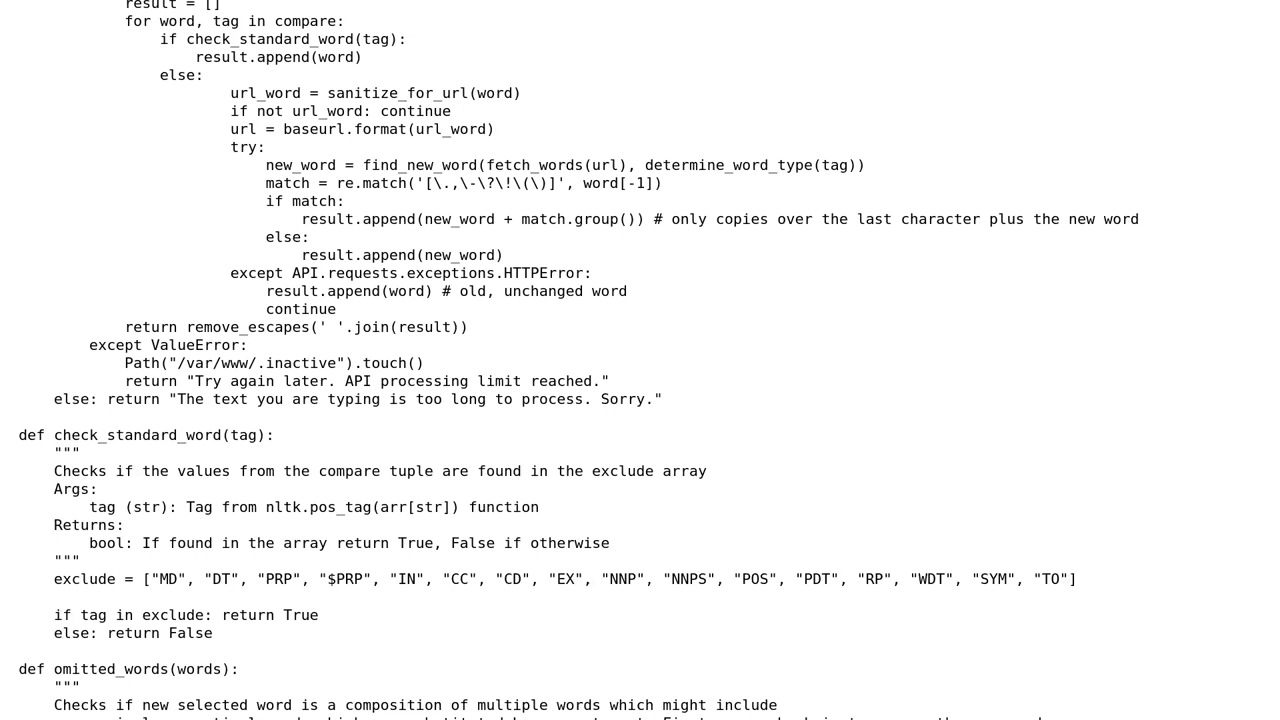 result = []
for word, tag in compare:
if check_standard_word(tag):
result.append(word)
else:
url_word = sanitize_for_url(word)
if not url_word: continue
url = baseurl.format(url_word)
try:
new_word = find_new_word(fetch_words(url), determine_word_type(tag))
match = re.match('[\.,\-\?\!\(\)]', word[-1])
if match:
result.append(new_word + match.group()) # only copies over the last character plus the new word
else:
result.append(new_word)
except API.requests.exceptions.HTTPError:
result.append(word) # old, unchanged word
continue
return remove_escapes(' '.join(result))
except ValueError:
Path("/var/www/.inactive").touch()
return "Try again later. API processing limit reached."
else: return "The text you are typing is too long to process. Sorry."
def check_standard_word(tag):
"""
Checks if the values from the compare tuple are found in the exclude array
Args:
tag (str): Tag from nltk.pos_tag(arr[str]) function
Returns:
bool: If found in the array return True, False if otherwise
"""
exclude = ["MD", "DT", "PRP", "$PRP", "IN", "CC", "CD", "EX", "NNP", "NNPS", "POS", "PDT", "RP", "WDT", "SYM", "TO"]
if tag in exclude: return True
else: return False
def omitted_words(words):
"""
Checks if new selected word is a composition of multiple words which might include